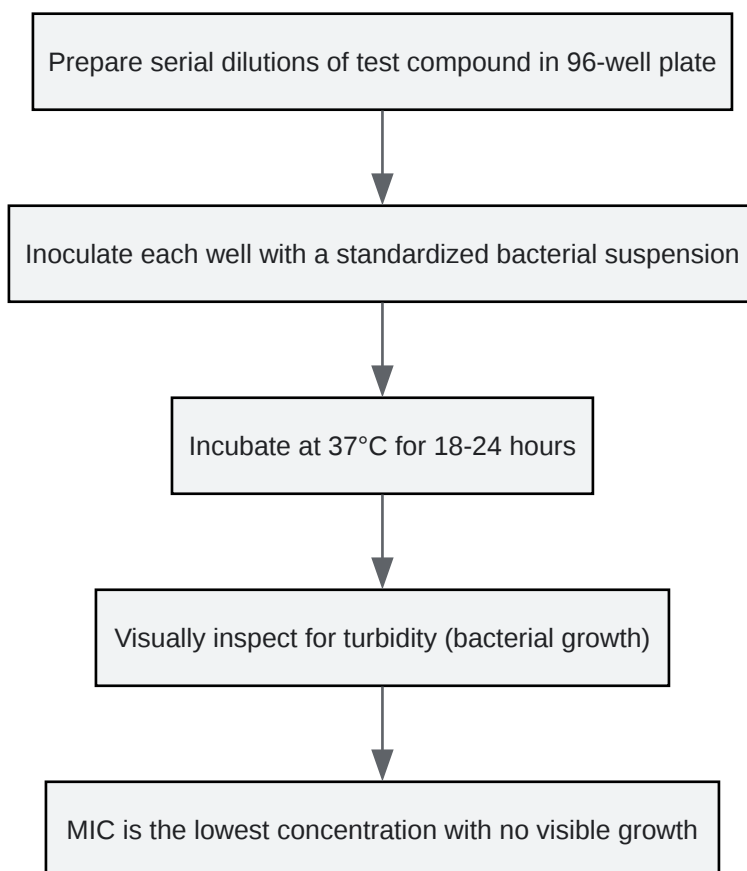 Prepare serial dilutions of test compound in 96-well plate
Inoculate each well with a standardized bacterial suspension
Incubate at 37°C for 18-24 hours
Visually inspect for turbidity (bacterial growth)
MIC is the lowest concentration with no visible growth